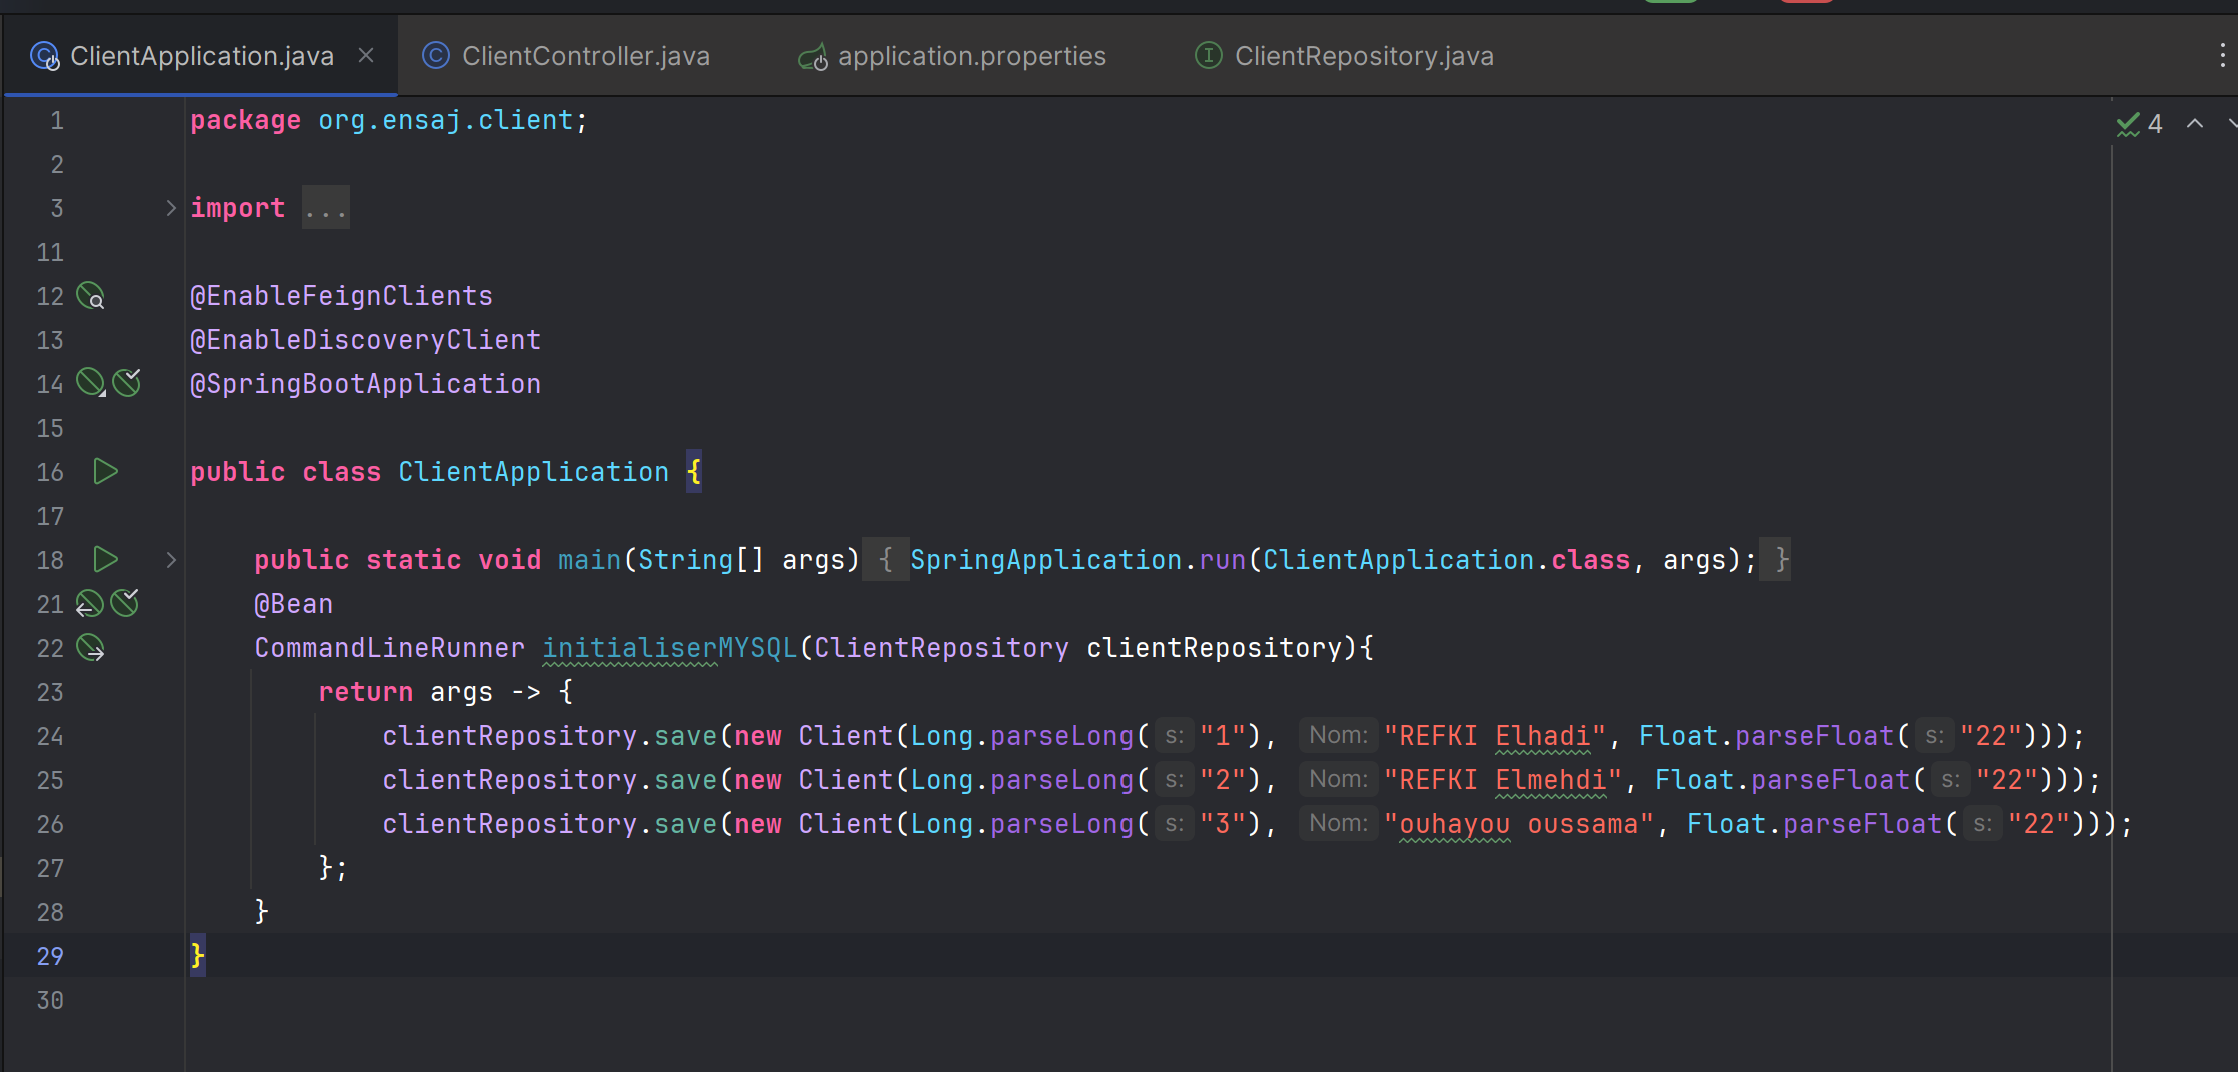 ClientApplication.java ClientController.java application.properties ClientRepository.java
1 package org.ensaj.client; 4
2
3 import ...
11
12 @EnableFeignClients
13 @EnableDiscoveryClient
14 @SpringBootApplication
15
16 public class ClientApplication {
17
18 public static void main(String[] args) { SpringApplication.run(ClientApplication.class, args); }
21 @Bean
22 CommandLineRunner initialiserMYSQL(ClientRepository clientRepository){
23 return args -> {
24 clientRepository.save(new Client(Long.parseLong( s: "1"), Nom: "REFKI Elhadi", Float.parseFloat( s: "22")));
25 clientRepository.save(new Client(Long.parseLong( s: "2"), Nom: "REFKI Elmehdi", Float.parseFloat( s: "22")));
26 clientRepository.save(new Client(Long.parseLong( s: "3"), Nom: "ouhayou oussama", Float.parseFloat( s: "22")));
27 };
28 }
29 }
30